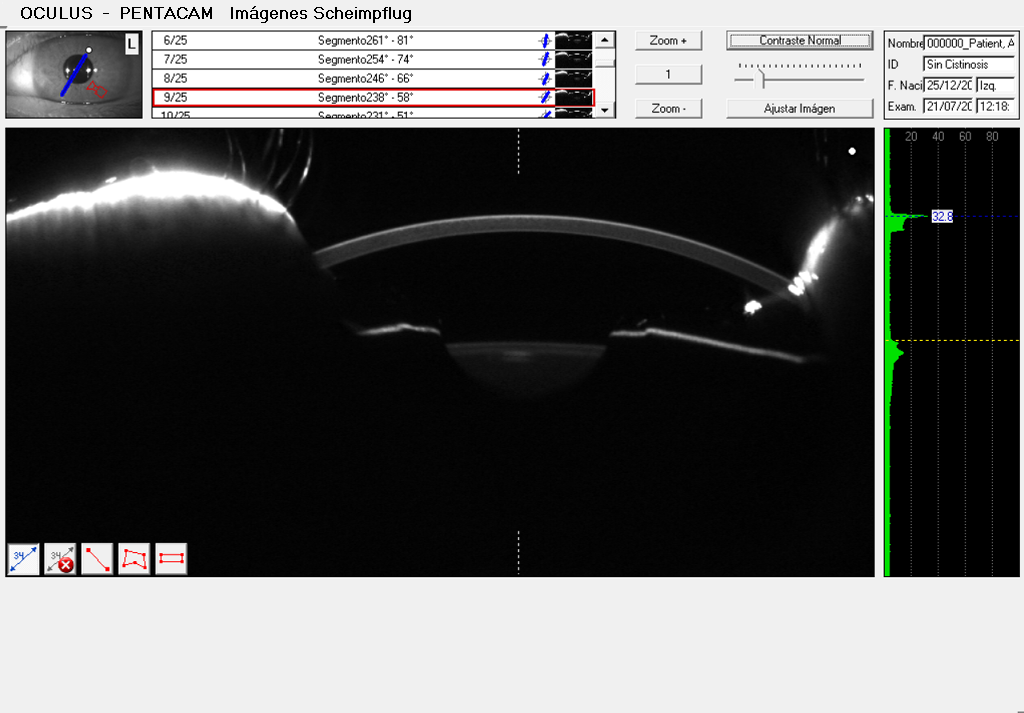 OCULUS - PENTACAM Imágenes Scheimpflug
L
6/25 Segmento261° - 81°
7/25 Segmento254° - 74°
8/25 Segmento246° - 66°
9/25 Segmento238° - 58°
10/25 Segmento231° - 51°
Zoom +
1
Zoom -
Contraste Normal
Ajustar Imágen
Nombre 000000_Patient, A
ID Sin Cistinosis
F. Naci 25/12/20 Izq.
Exam. 21/07/20 12:18:
20 40 60 80
32.8
34
34